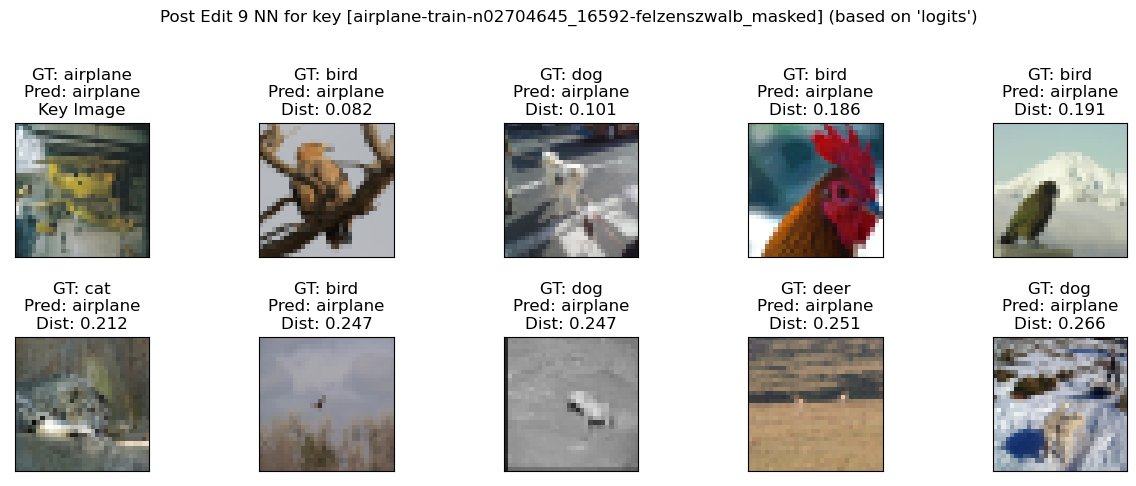 Post Edit 9 NN for key [airplane-train-n02704645_16592-felzenszwalb_masked] (based on 'logits')
GT: airplane
Pred: airplane
Key Image
GT: bird
Pred: airplane
Dist: 0.082
GT: dog
Pred: airplane
Dist: 0.101
GT: bird
Pred: airplane
Dist: 0.186
GT: bird
Pred: airplane
Dist: 0.191
GT: cat
Pred: airplane
Dist: 0.212
GT: bird
Pred: airplane
Dist: 0.247
GT: dog
Pred: airplane
Dist: 0.247
GT: deer
Pred: airplane
Dist: 0.251
GT: dog
Pred: airplane
Dist: 0.266